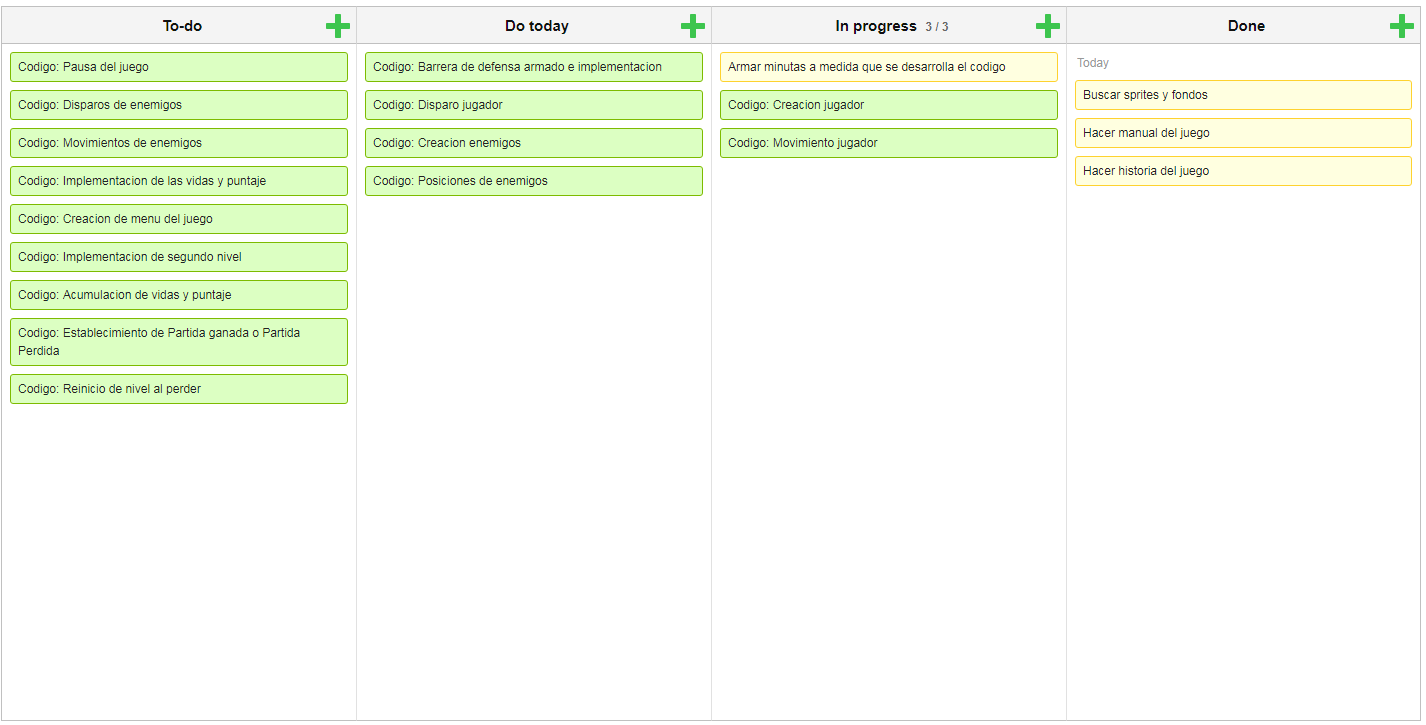 To-do
Codigo: Pausa del juego
Codigo: Disparos de enemigos
Codigo: Movimientos de enemigos
Codigo: Implementacion de las vidas y puntaje
Codigo: Creacion de menu del juego
Codigo: Implementacion de segundo nivel
Codigo: Acumulacion de vidas y puntaje
Codigo: Establecimiento de Partida ganada o Partida
Perdida
Codigo: Reinicio de nivel al perder
Do today
Codigo: Barrera de defensa armado e implementacion
Codigo: Disparo jugador
Codigo: Creacion enemigos
Codigo: Posiciones de enemigos
In progress 3 / 3
Armar minutas a medida que se desarrolla el codigo
Codigo: Creacion jugador
Codigo: Movimiento jugador
Done
Today
Buscar sprites y fondos
Hacer manual del juego
Hacer historia del juego